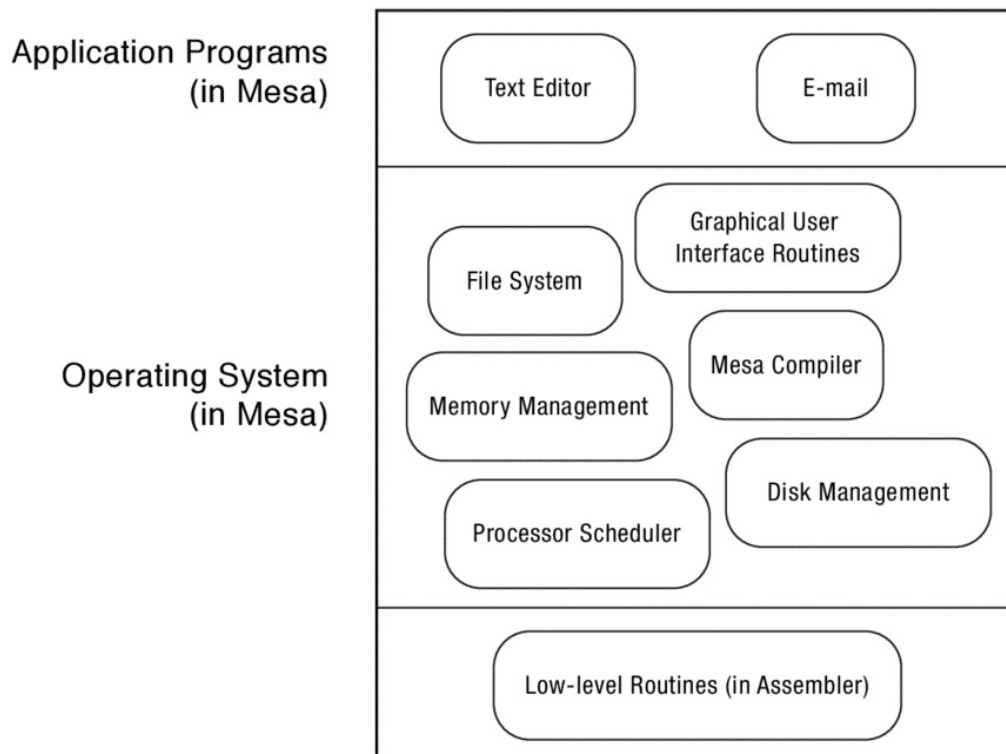 Application Programs
(in Mesa)
Text Editor
E-mail
Graphical User
Interface Routines
File System
Operating System
(in Mesa)
Mesa Compiler
Memory Management
Disk Management
Processor Scheduler
Low-level Routines (in Assembler)